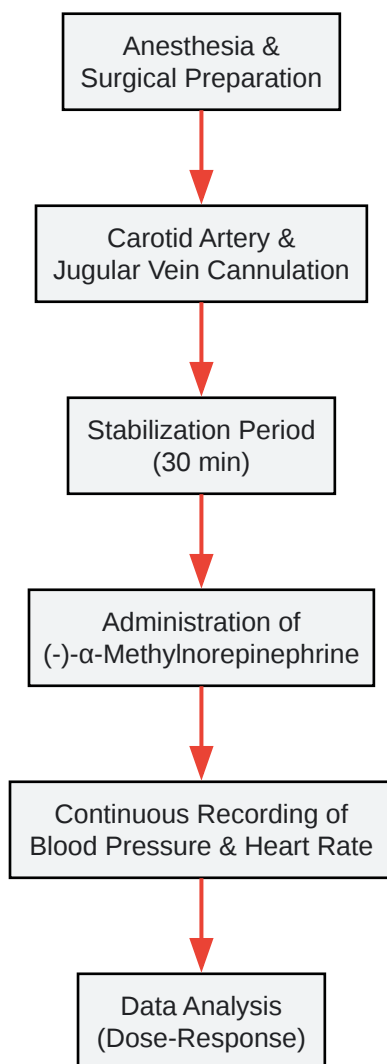 Anesthesia &
Surgical Preparation
Carotid Artery &
Jugular Vein Cannulation
Stabilization Period
(30 min)
Administration of
(-)-α-Methylnorepinephrine
Continuous Recording of
Blood Pressure & Heart Rate
Data Analysis
(Dose-Response)